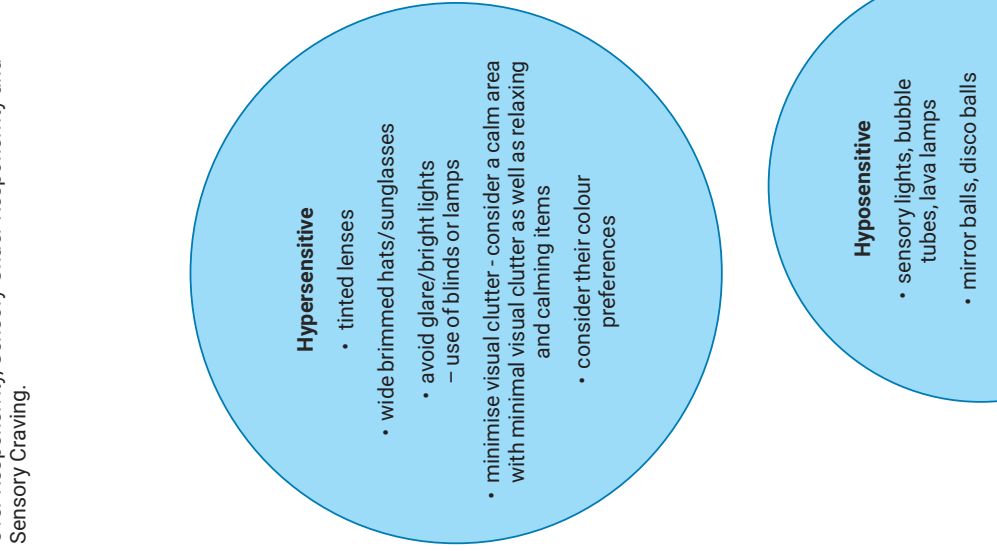 Sensory Craving.
Hypersensitive
• tinted lenses
• wide brimmed hats/sunglasses
• avoid glare/bright lights
– use of blinds or lamps
• minimise visual clutter - consider a calm area
with minimal visual clutter as well as relaxing
and calming items
• consider their colour
preferences
Hyposensitive
• sensory lights, bubble
tubes, lava lamps
• mirror balls, disco balls